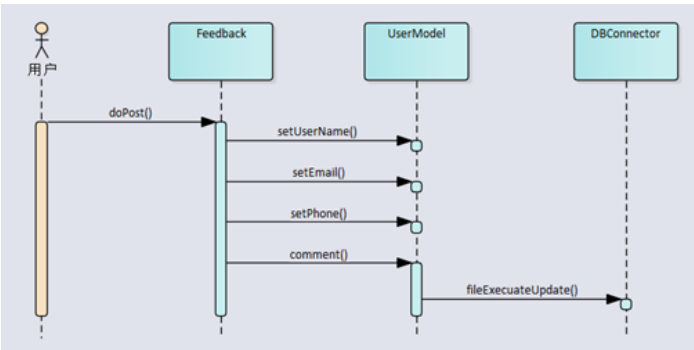 Feedback
UserModel
DBConnector
用户
doPost()
setUserName()
setEmail()
setPhone()
comment()
fileExecuateUpdate()